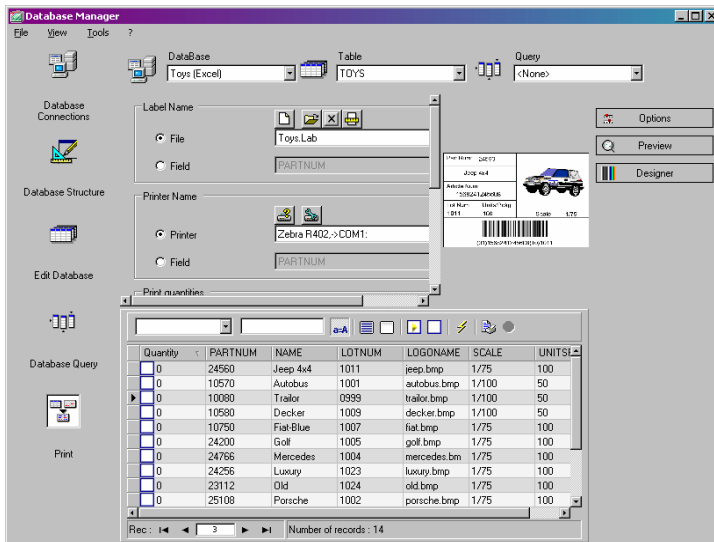 Database Manager
File View Tools ?
DataBase Table Query
Toys (Excel) TOYS <None>
Database
Connections
Database Structure
Edit Database
Database Query
Print
Label Name
File Toys.Lab
Field PARTNUM
Printer Name
Printer Zebra R402,->COM1:
Field PARTNUM
Print quantities
Jeep 4x4
1011 100 Scale 1/75
Options
Preview
Designer
a=A
Quantity PARTNUM NAME LOTNUM LOGONAME SCALE
0 24560 Jeep 4x4 1011 jeep.bmp 1/75 100
0 10570 Autobus 1001 autobus.bmp 1/100 50
0 10080 Trailor 0999 trailor.bmp 1/100 50
0 10580 Decker 1009 decker.bmp 1/100 50
0 10750 Fiat-Blue 1007 fiat.bmp 1/75 100
0 24200 Golf 1005 golf.bmp 1/75 100
0 24766 Mercedes 1004 mercedes.bm 1/75 100
0 24256 Luxury 1023 luxury.bmp 1/75 100
0 23112 Old 1024 old.bmp 1/75 100
0 25108 Porsche 1002 porsche.bmp 1/75 100
Rec : 3 Number of records : 14